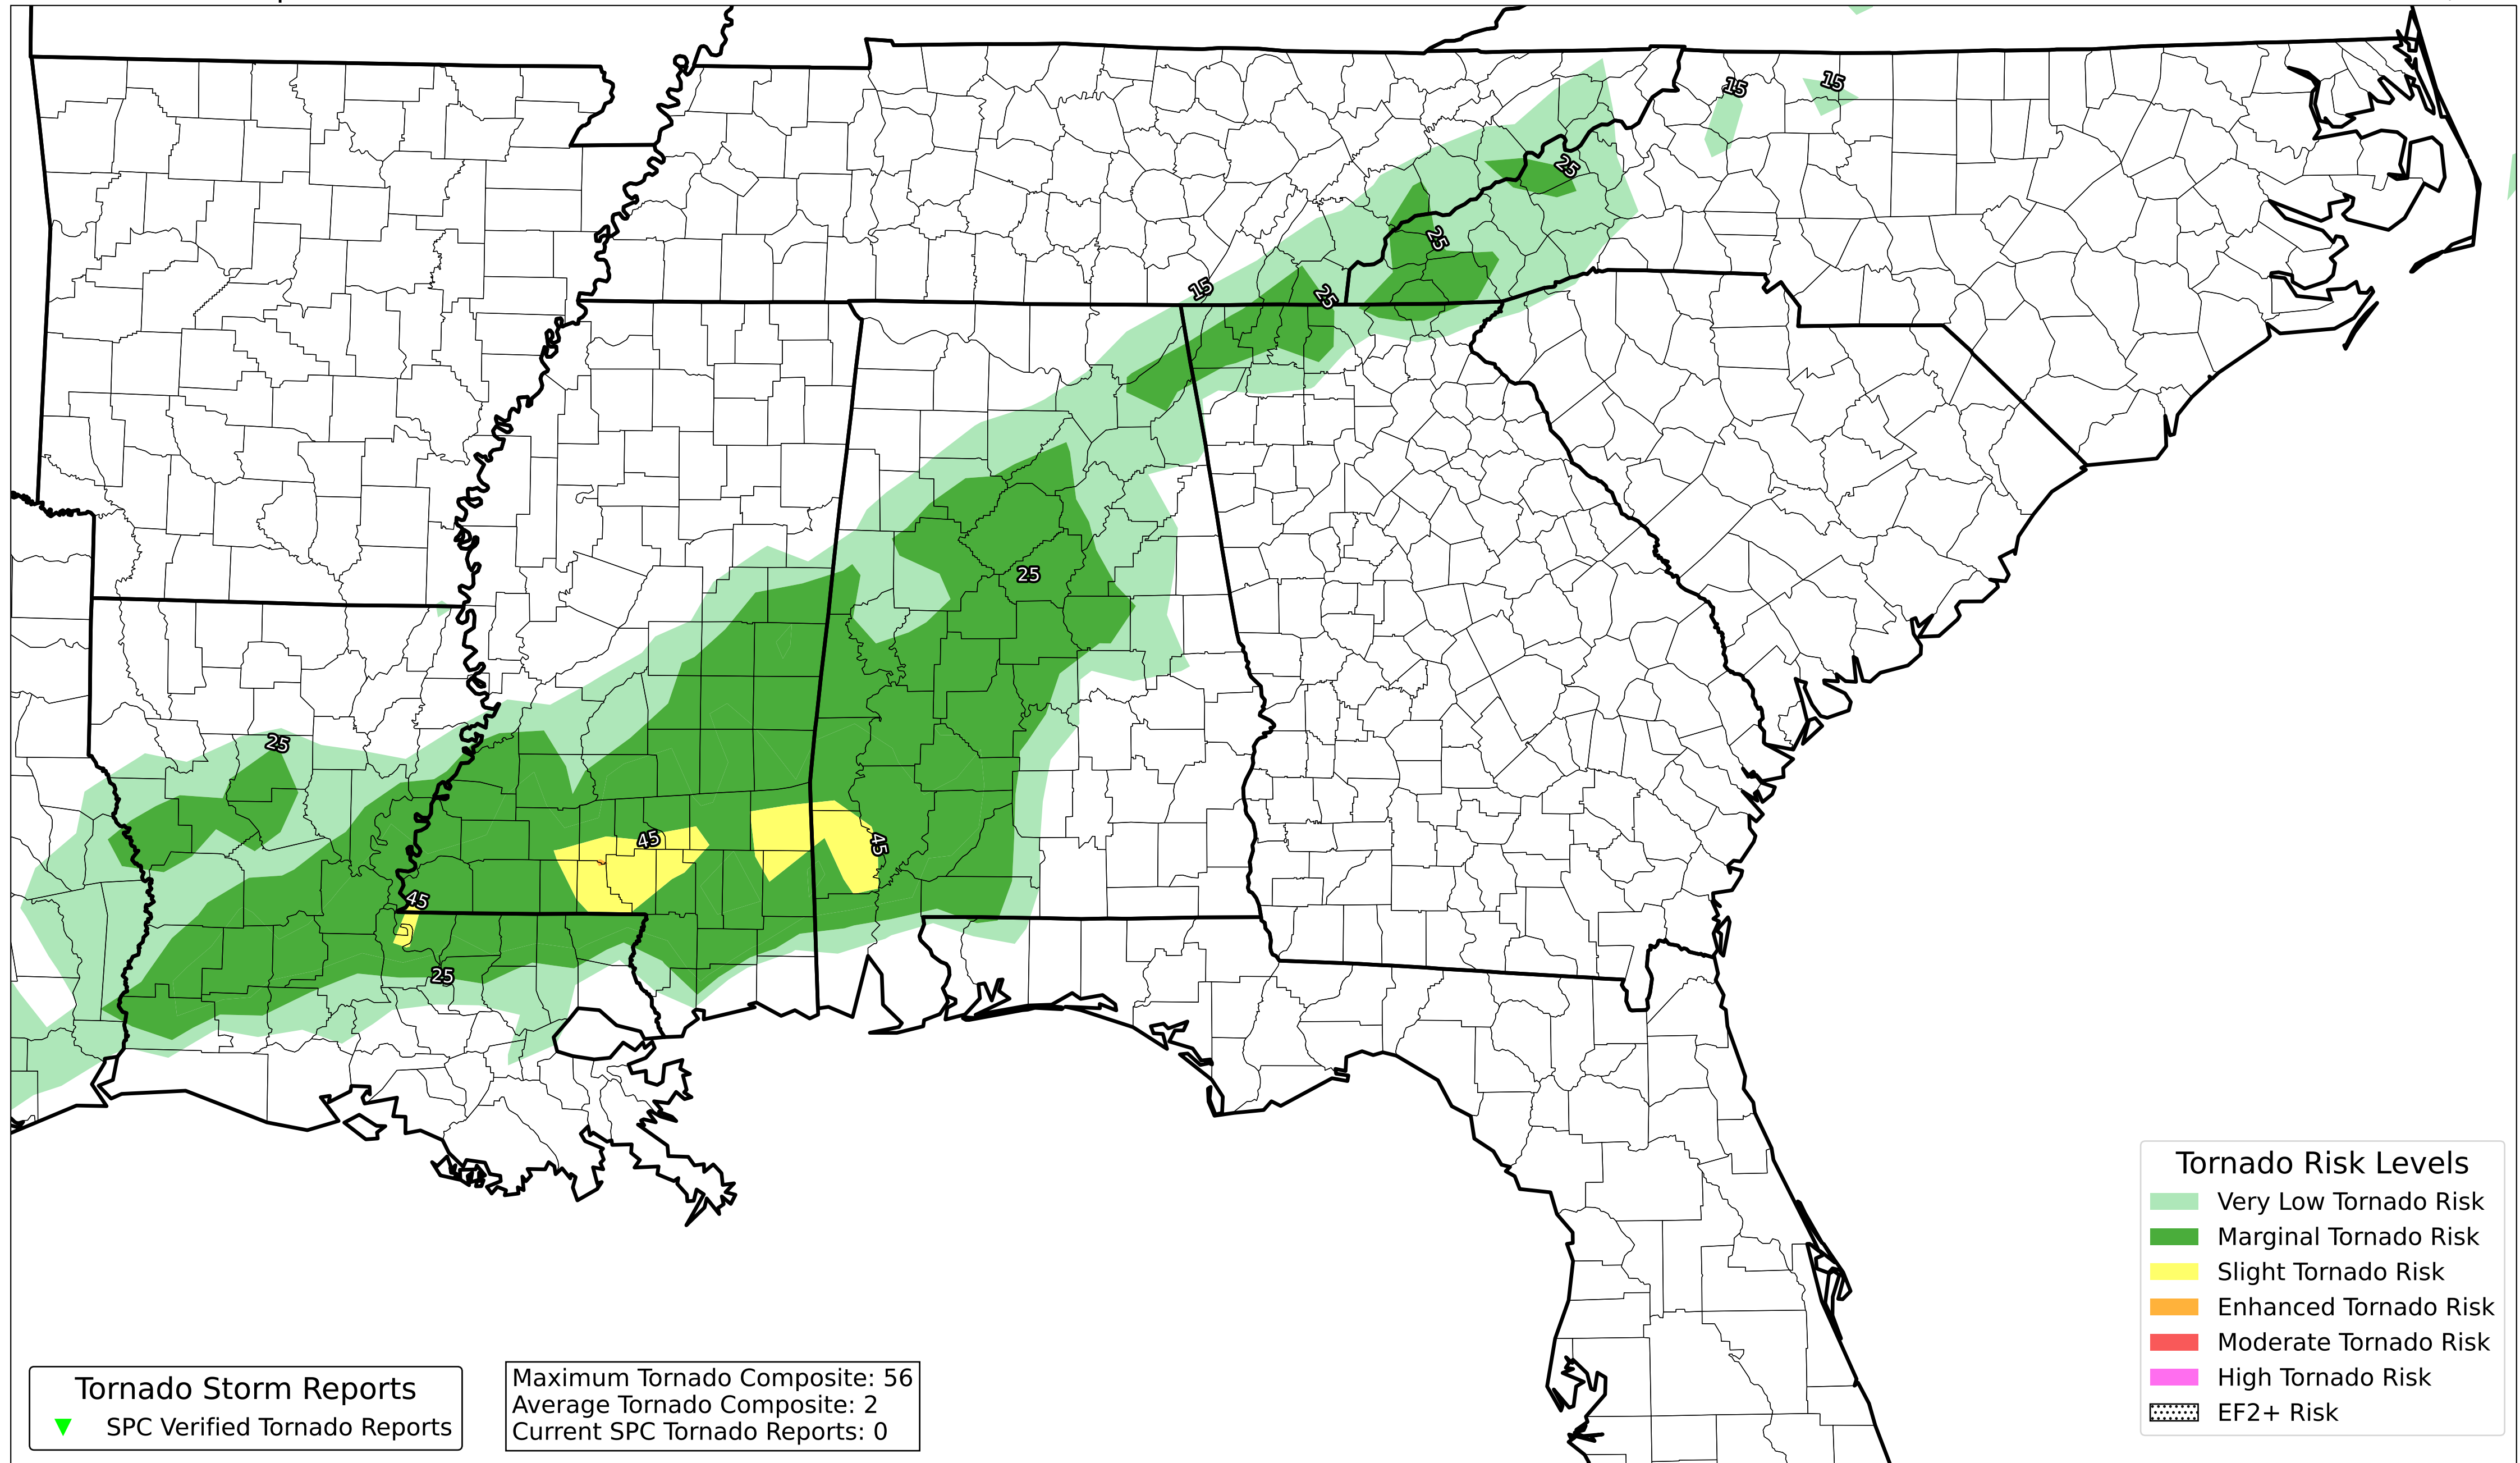 15
15
25
25
15
25
25
25
45
45
45
25
Tornado Risk Levels
Very Low Tornado Risk
Marginal Tornado Risk
Slight Tornado Risk
Enhanced Tornado Risk
Moderate Tornado Risk
High Tornado Risk
EF2+ Risk
Tornado Storm Reports
SPC Verified Tornado Reports
Maximum Tornado Composite: 56
Average Tornado Composite: 2
Current SPC Tornado Reports: 0